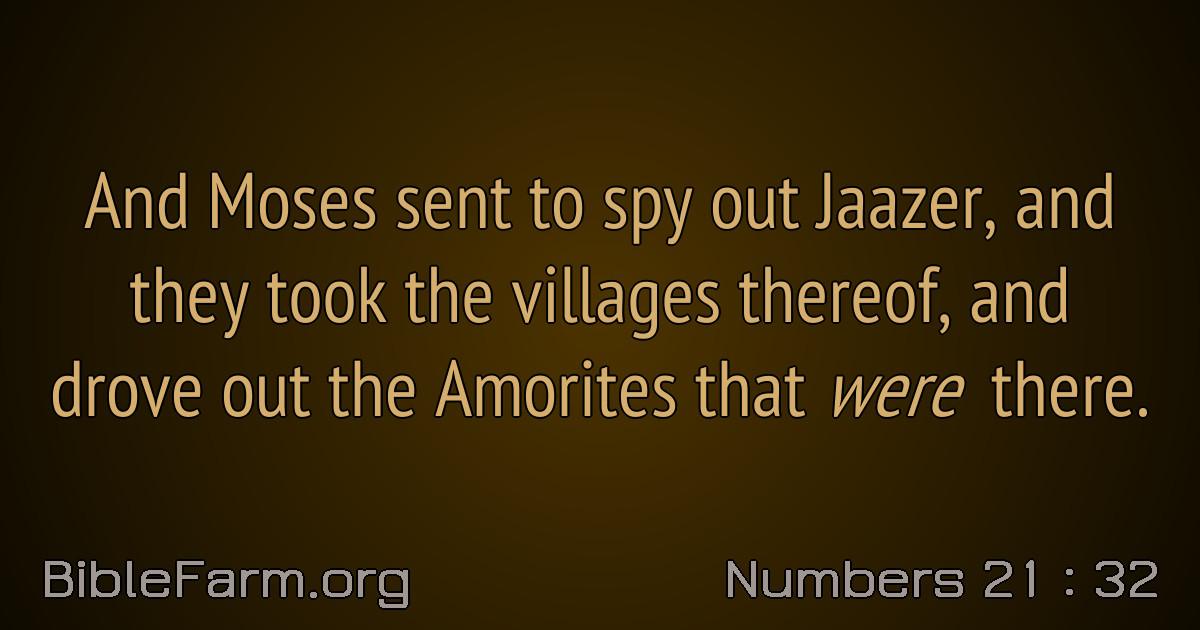 And Moses sent to spy out Jaazer, and
they took the villages thereof, and
drove out the Amorites that were there.
BibleFarm.org
Numbers 21 : 32